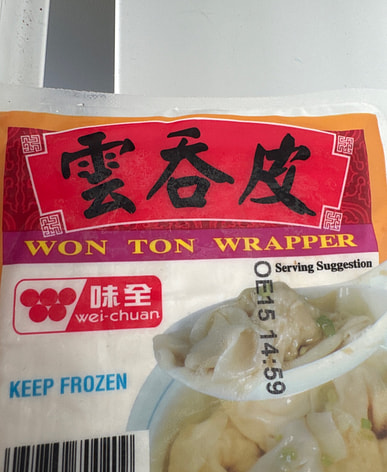 雲吞皮
WON TON WRAPPER
Serving Suggestion
味全
wei-chuan
OE15 14:59
KEEP FROZEN